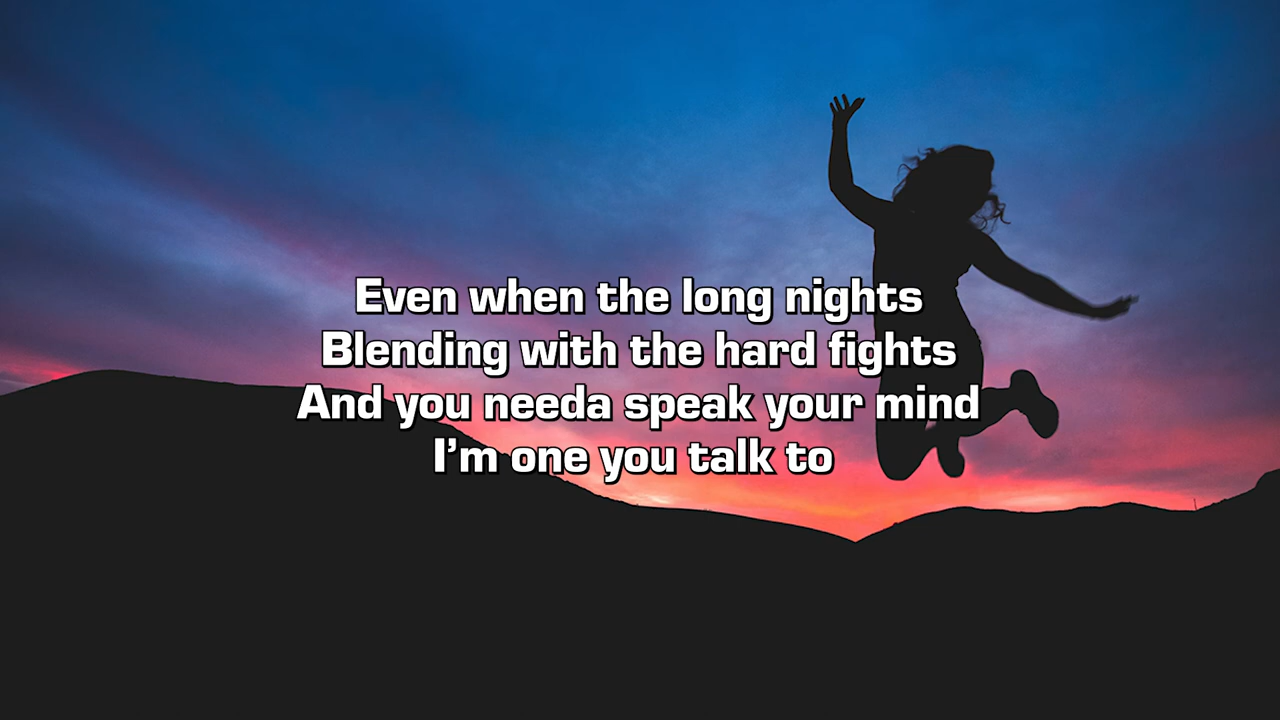 Even when the long nights
Blending with the hard fights
And you needa speak your mind
I’m one you talk to